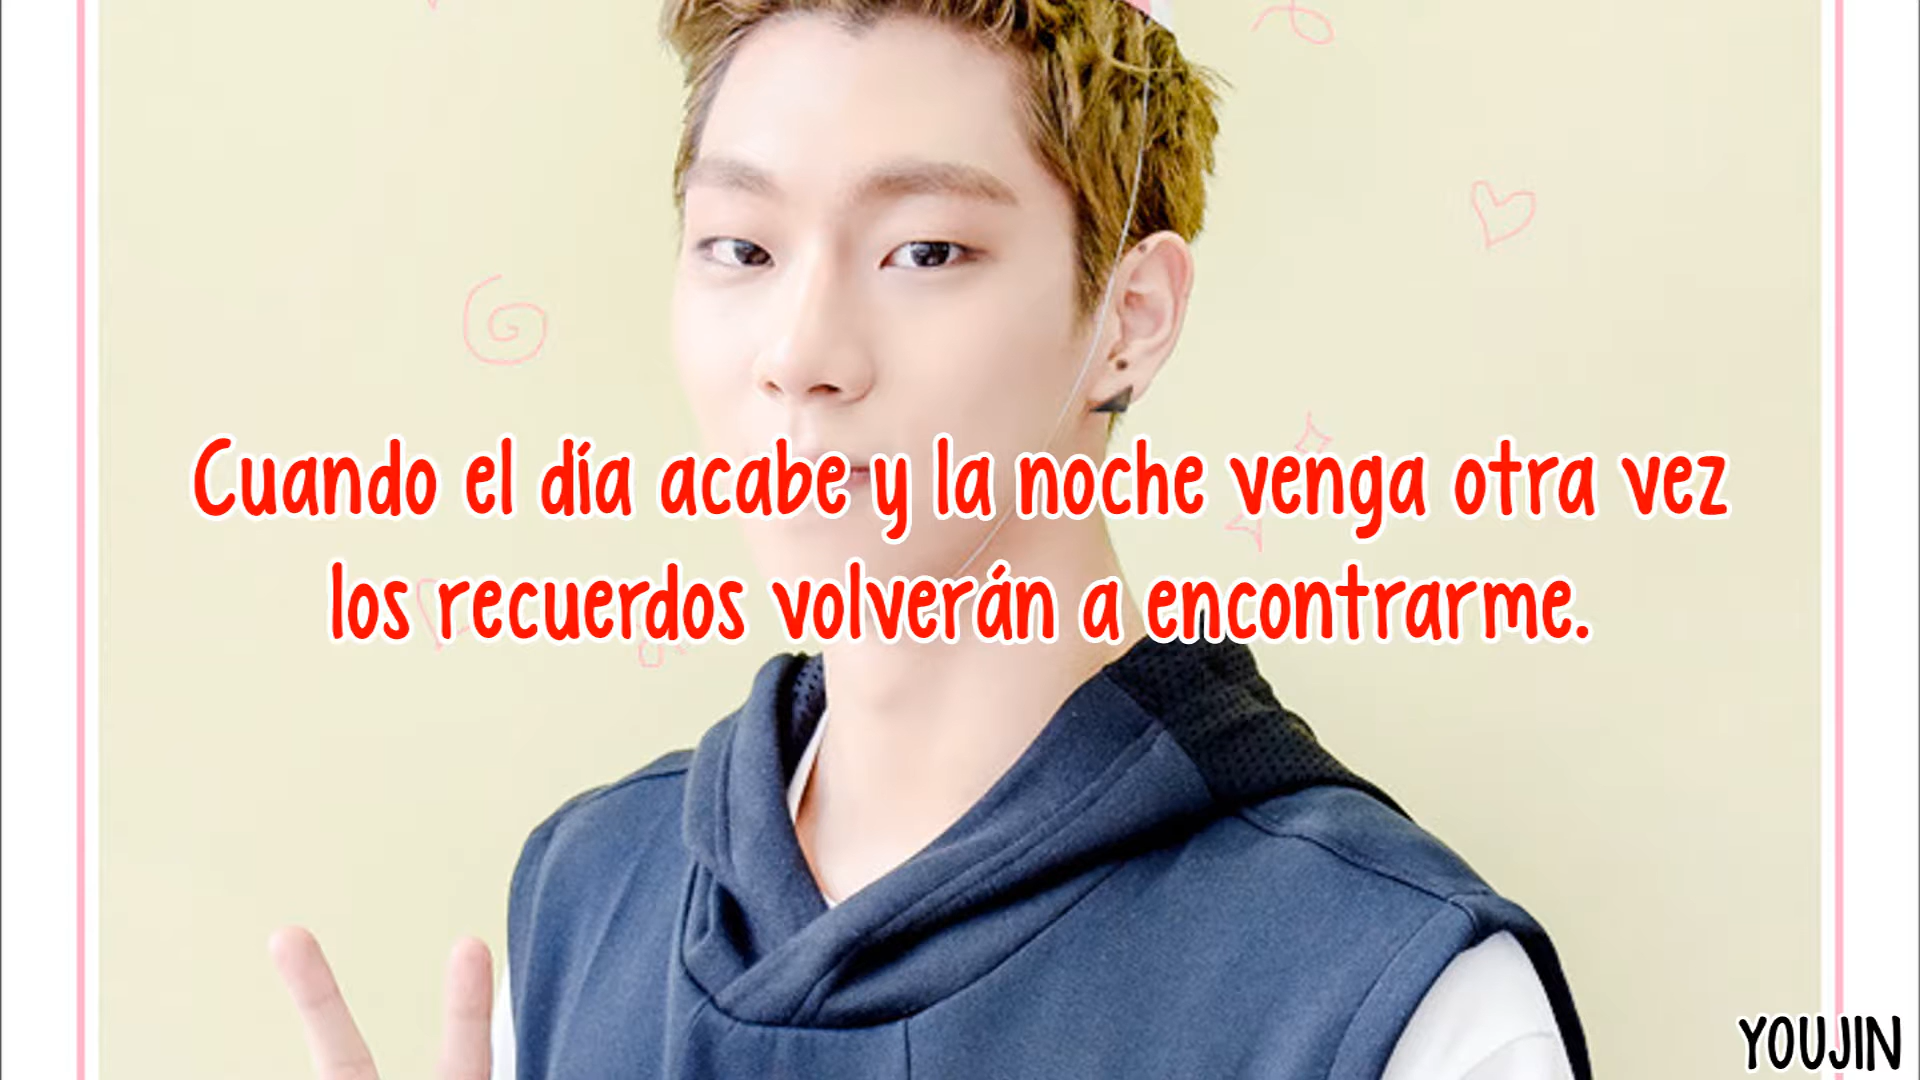 Cuando el día acabe y la noche venga otra vez
los recuerdos volverán a encontrarme.
YOUJIN